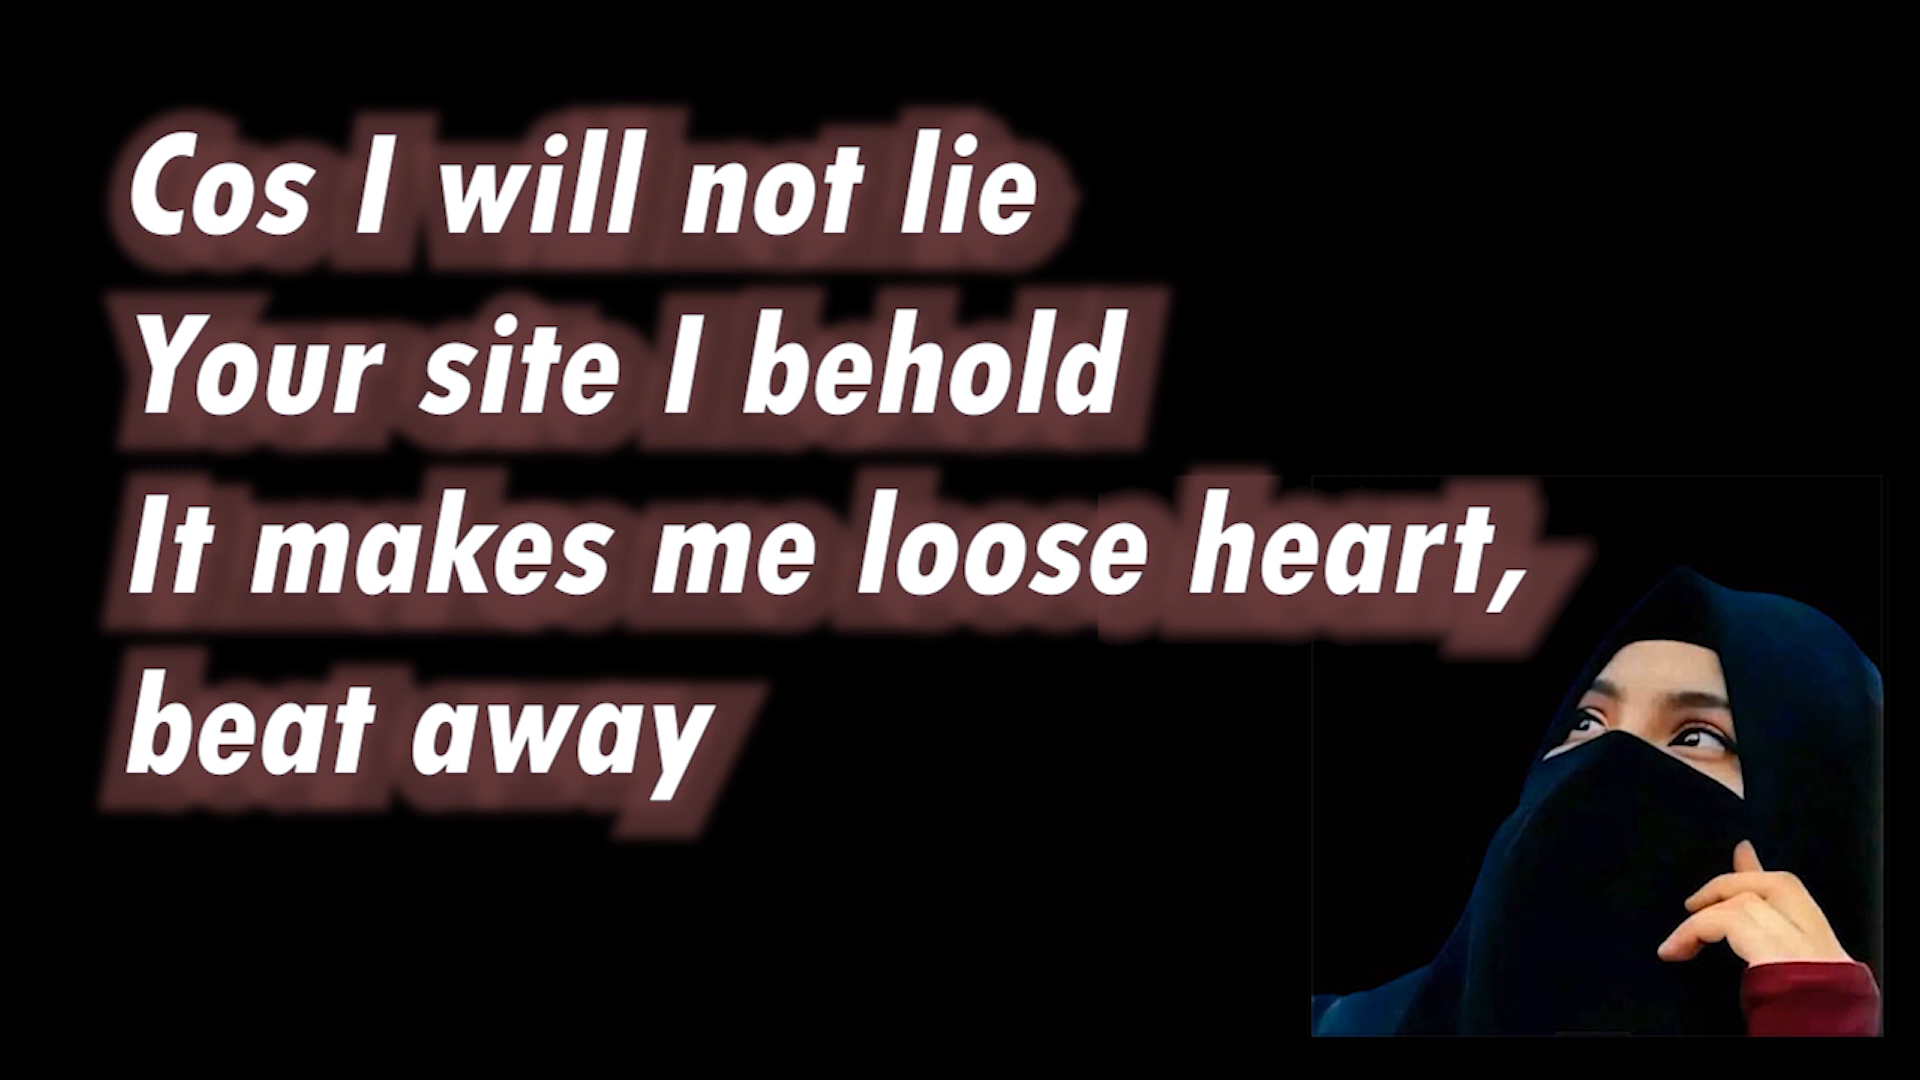 Cos I will not lie
Your site I behold
It makes me loose heart,
beat away